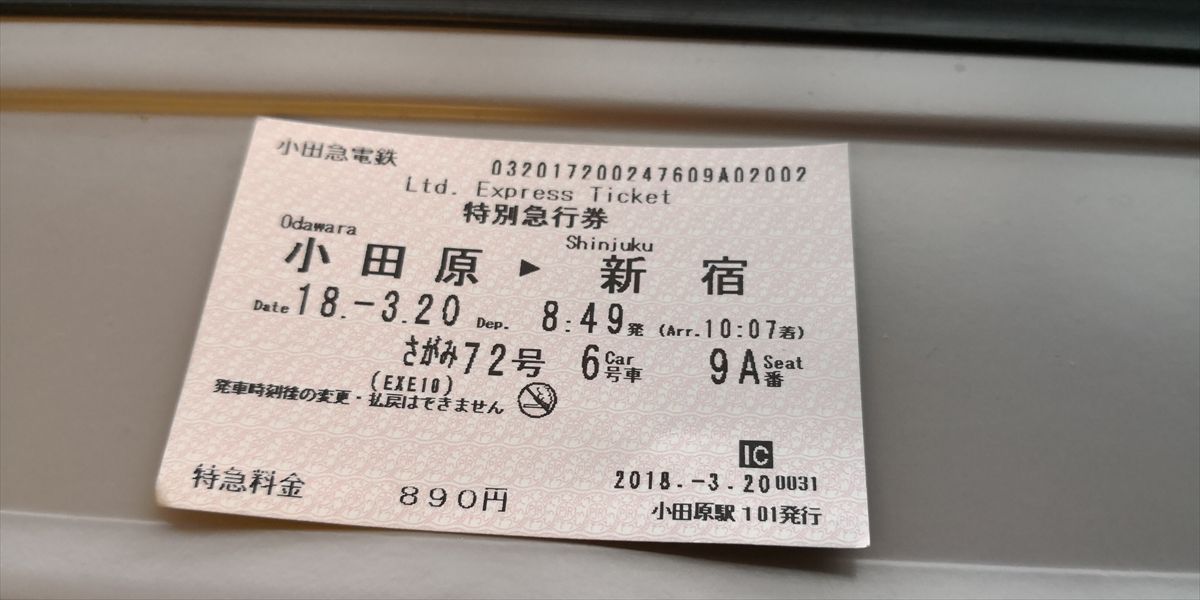 小田急電鉄 032017200247609A02002
Ltd. Express Ticket
特別急行券
Odawara Shinjuku
小田原 ▶ 新宿
Date 18.-3.20 Dep. 8:49発 (Arr.10:07着)
さがみ72号 6 Car 号車 9A Seat 番
(EXE10)
発車時刻後の変更・払戻はできません
IC
特急料金 890円 2018.-3.20 0031
小田原駅101発行